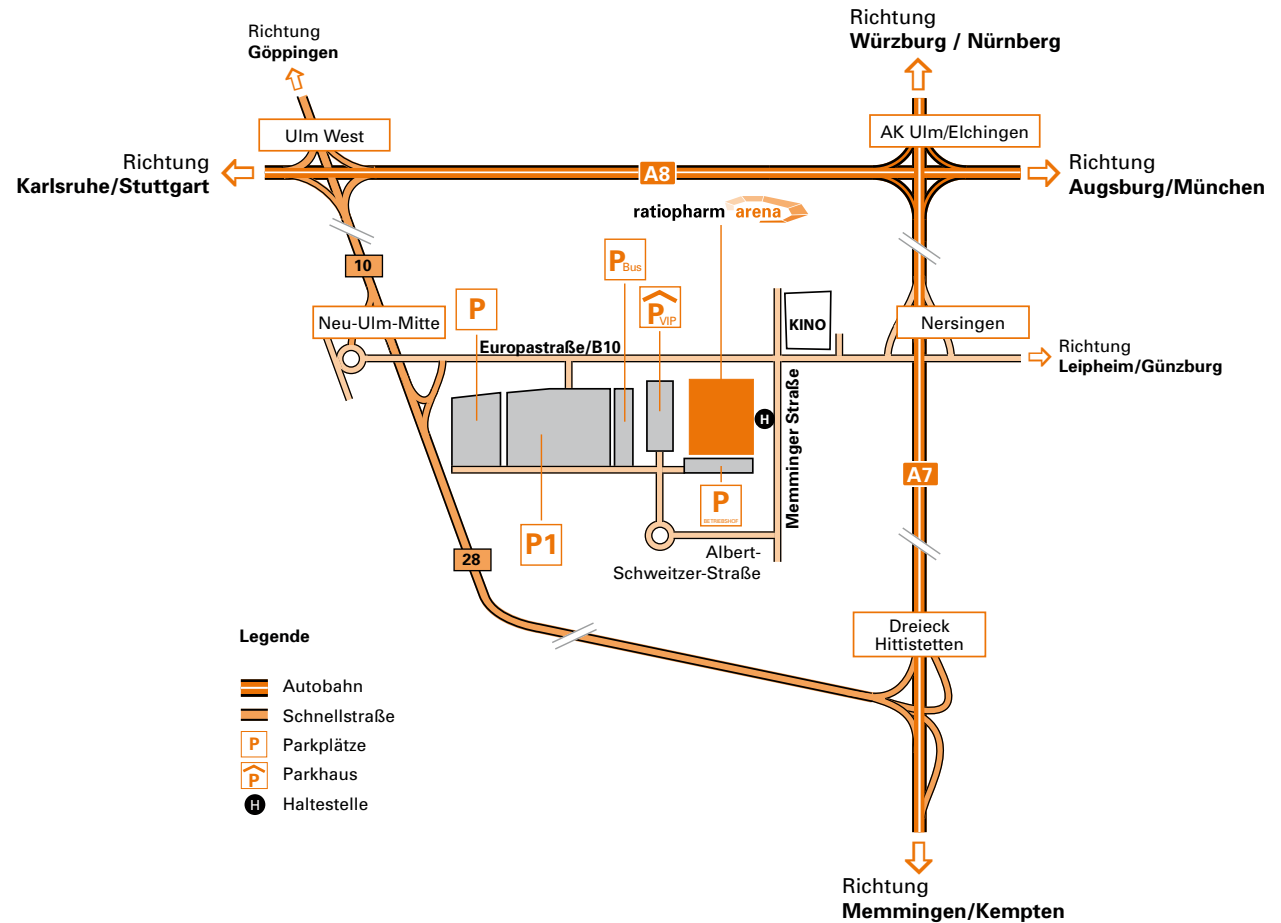 Richtung
Göppingen
Richtung
Würzburg / Nürnberg
Ulm West
AK Ulm/Elchingen
Richtung
Karlsruhe/Stuttgart
A8
Richtung
Augsburg/München
ratiopharm arena
10
P Bus
P VIP
P
Neu-Ulm-Mitte
KINO
Nersingen
Europastraße/B10
Richtung
Leipheim/Günzburg
H
Memminger Straße
A7
P
BETRIEBSHOF
P1
28
Albert-
Schweitzer-Straße
Dreieck
Hittistetten
Legende
Autobahn
Schnellstraße
P Parkplätze
P Parkhaus
H Haltestelle
Richtung
Memmingen/Kempten